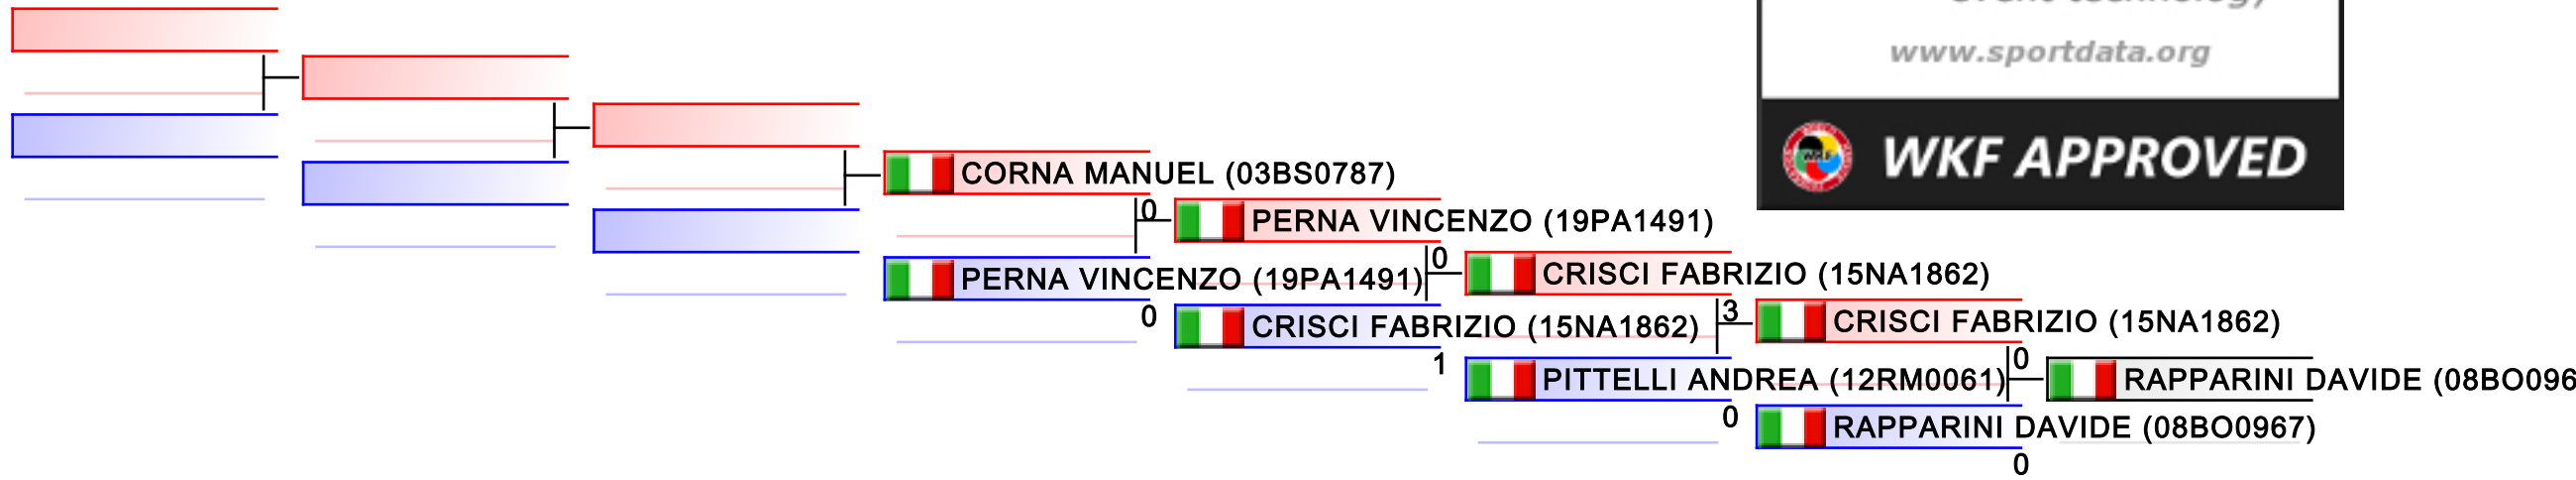 event technology
www.sportdata.org
WKF APPROVED
CORNA MANUEL (03BS0787)
0
PERNA VINCENZO (19PA1491)
PERNA VINCENZO (19PA1491)
0
0
CRISCI FABRIZIO (15NA1862)
CRISCI FABRIZIO (15NA1862)
1
3
CRISCI FABRIZIO (15NA1862)
PITTELLI ANDREA (12RM0061)
0
0
RAPPARINI DAVIDE (08BO096
RAPPARINI DAVIDE (08BO0967)
0